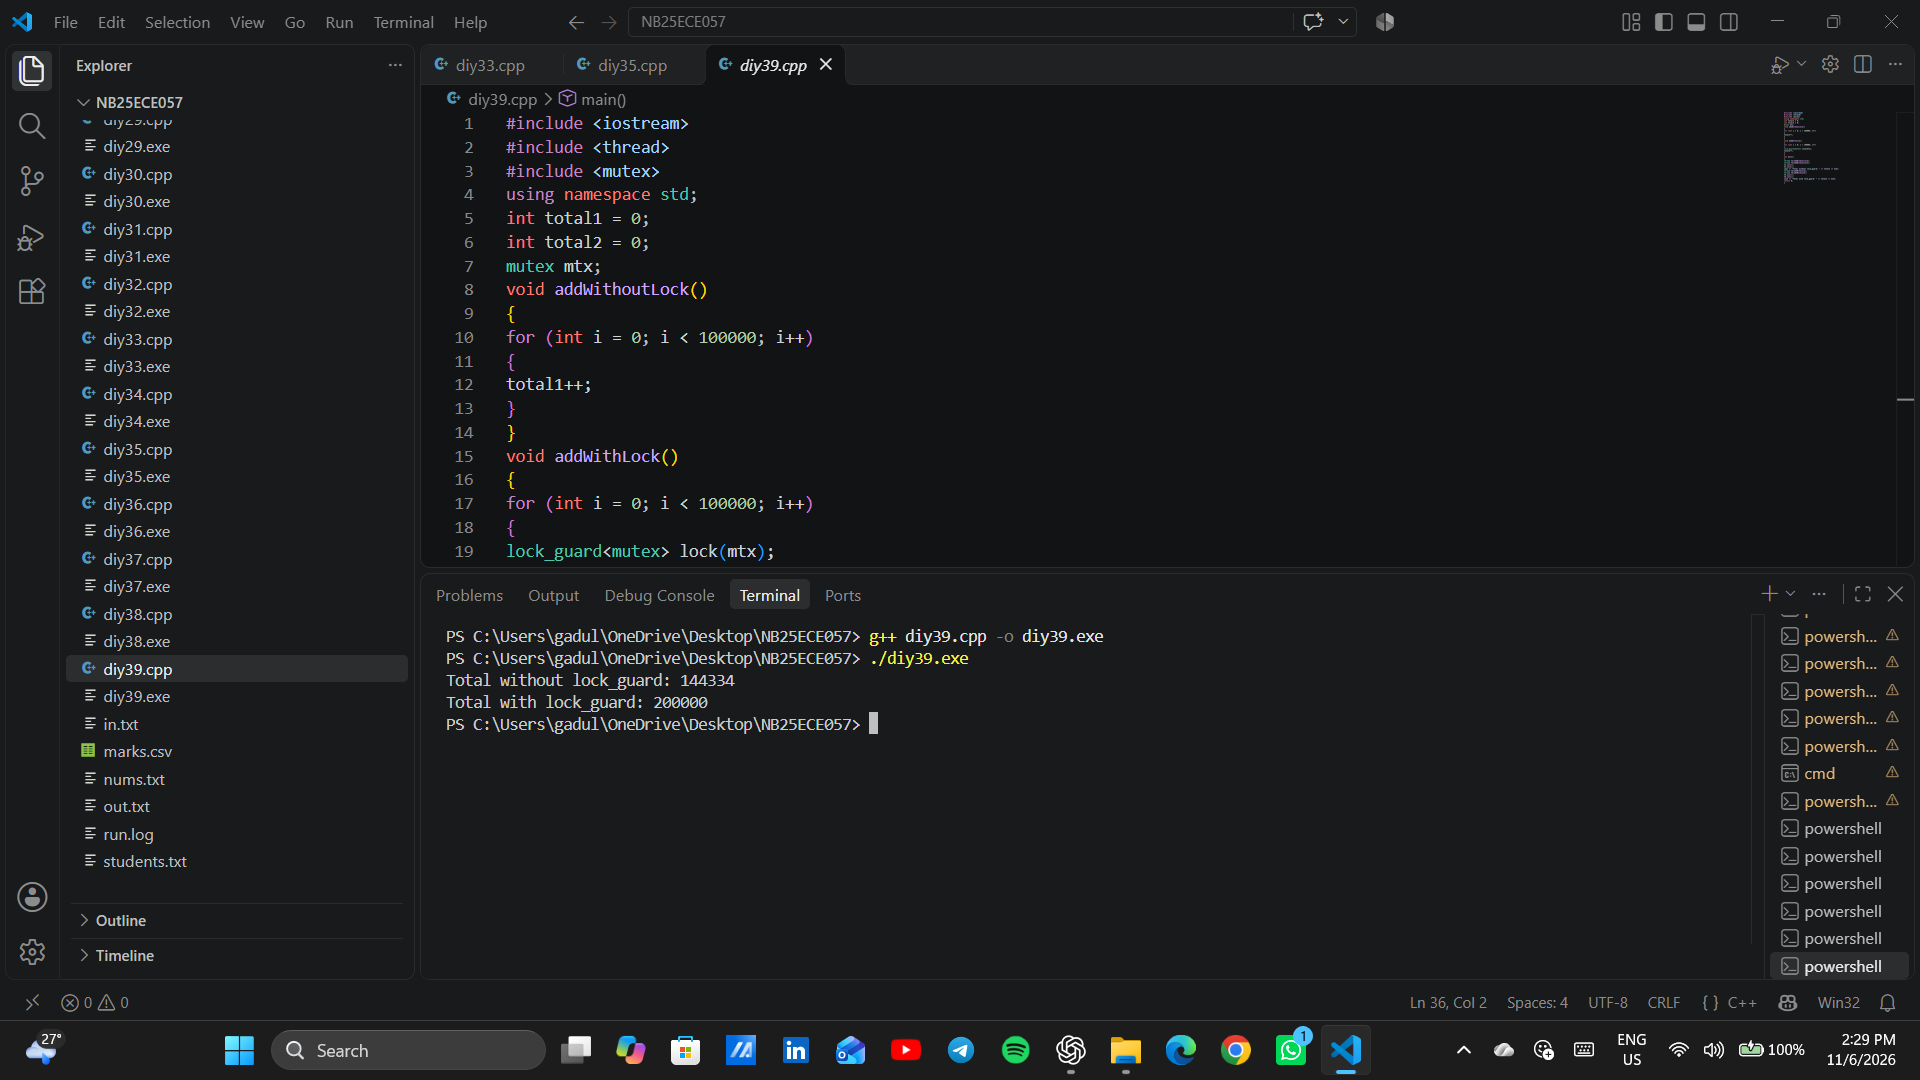 File Edit Selection View Go Run Terminal Help
NB25ECE057
Explorer
NB25ECE057
diy29.cpp
diy29.exe
diy30.cpp
diy30.exe
diy31.cpp
diy31.exe
diy32.cpp
diy32.exe
diy33.cpp
diy33.exe
diy34.cpp
diy34.exe
diy35.cpp
diy35.exe
diy36.cpp
diy36.exe
diy37.cpp
diy37.exe
diy38.cpp
diy38.exe
diy39.cpp
diy39.exe
in.txt
marks.csv
nums.txt
out.txt
run.log
students.txt
Outline
Timeline
diy33.cpp diy35.cpp diy39.cpp
diy39.cpp > main()
1 #include <iostream>
2 #include <thread>
3 #include <mutex>
4 using namespace std;
5 int total1 = 0;
6 int total2 = 0;
7 mutex mtx;
8 void addWithoutLock()
9 {
10 for (int i = 0; i < 100000; i++)
11 {
12 total1++;
13 }
14 }
15 void addWithLock()
16 {
17 for (int i = 0; i < 100000; i++)
18 {
19 lock_guard<mutex> lock(mtx);
Problems Output Debug Console Terminal Ports
PS C:\Users\gadul\OneDrive\Desktop\NB25ECE057> g++ diy39.cpp -o diy39.exe
PS C:\Users\gadul\OneDrive\Desktop\NB25ECE057> ./diy39.exe
Total without lock_guard: 144334
Total with lock_guard: 200000
PS C:\Users\gadul\OneDrive\Desktop\NB25ECE057>
powersh...
powersh...
powersh...
powersh...
powersh...
cmd
powersh...
powershell
powershell
powershell
powershell
powershell
powershell
0 0
Ln 36, Col 2 Spaces: 4 UTF-8 CRLF {} C++ Win32
27°
Search
1
ENG
US
100%
2:29 PM
11/6/2026